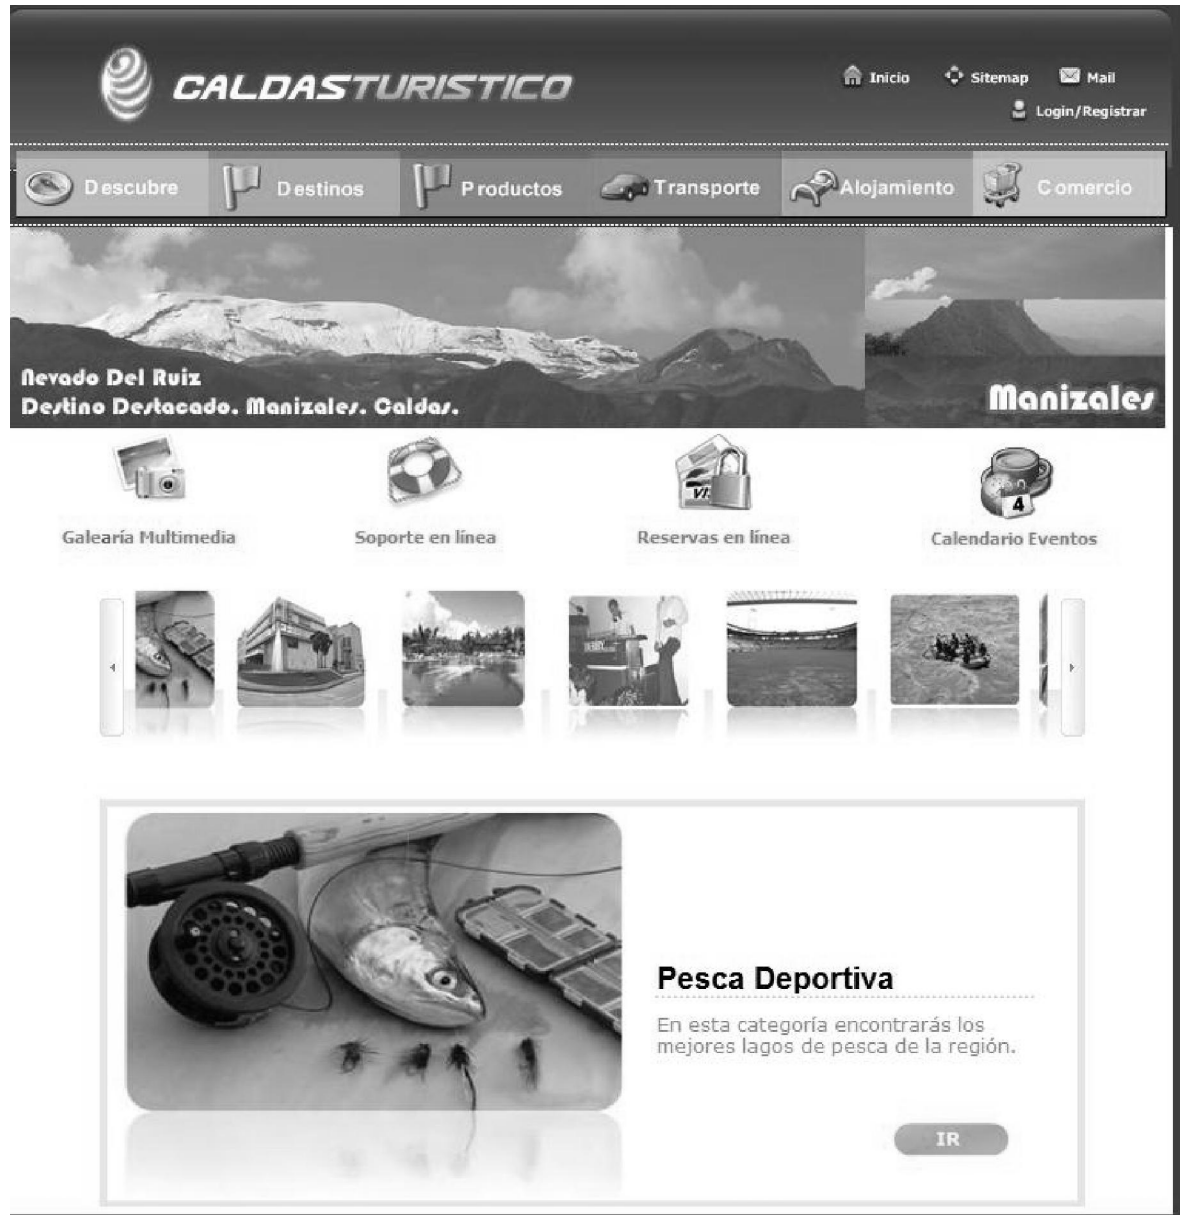 CALDASTURISTICO
Inicio Sitemap Mail
Login/Registrar
Descubre Destinos Productos Transporte Alojamiento Comercio
Nevado Del Ruiz
Destino Destacado. Manizales. Caldas.
Manizales
VIS
4
Galearía Multimedia Soporte en línea Reservas en línea Calendario Eventos
Pesca Deportiva
En esta categoría encontrarás los
mejores lagos de pesca de la región.
IR